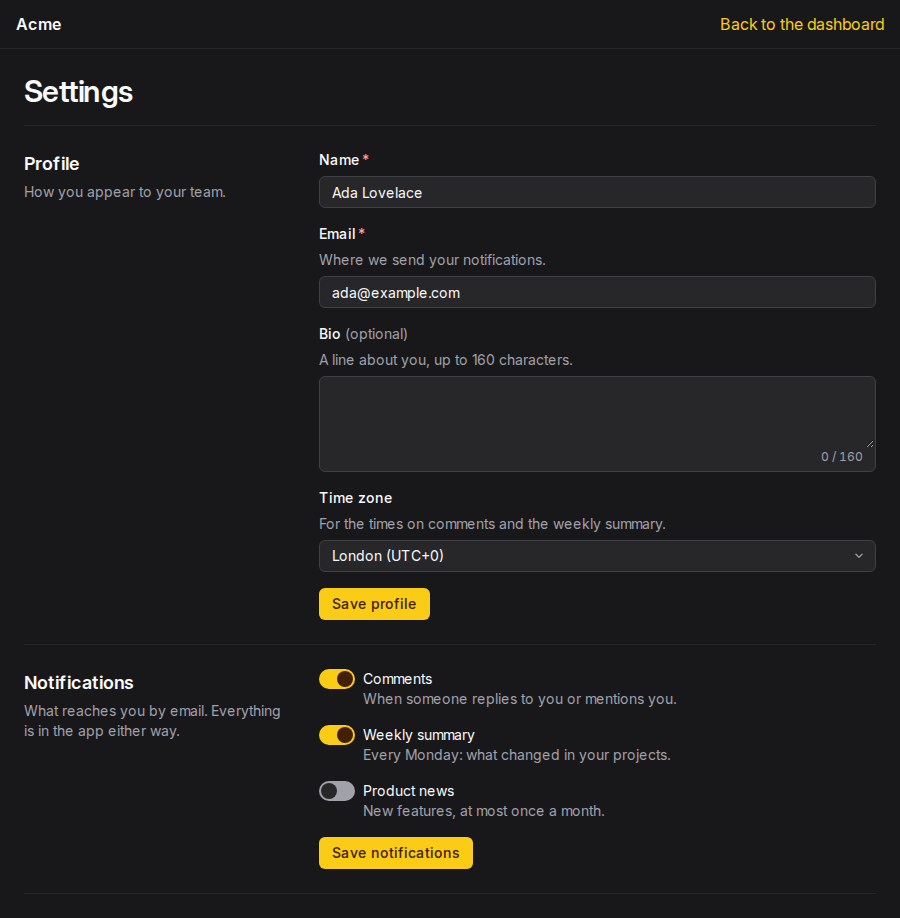 Acme
Back to the dashboard
Settings
Profile
How you appear to your team.
Name *
Ada Lovelace
Email *
Where we send your notifications.
ada@example.com
Bio (optional)
A line about you, up to 160 characters.
0 / 160
Time zone
For the times on comments and the weekly summary.
London (UTC+0)
Save profile
Notifications
What reaches you by email. Everything
is in the app either way.
Comments
When someone replies to you or mentions you.
Weekly summary
Every Monday: what changed in your projects.
Product news
New features, at most once a month.
Save notifications